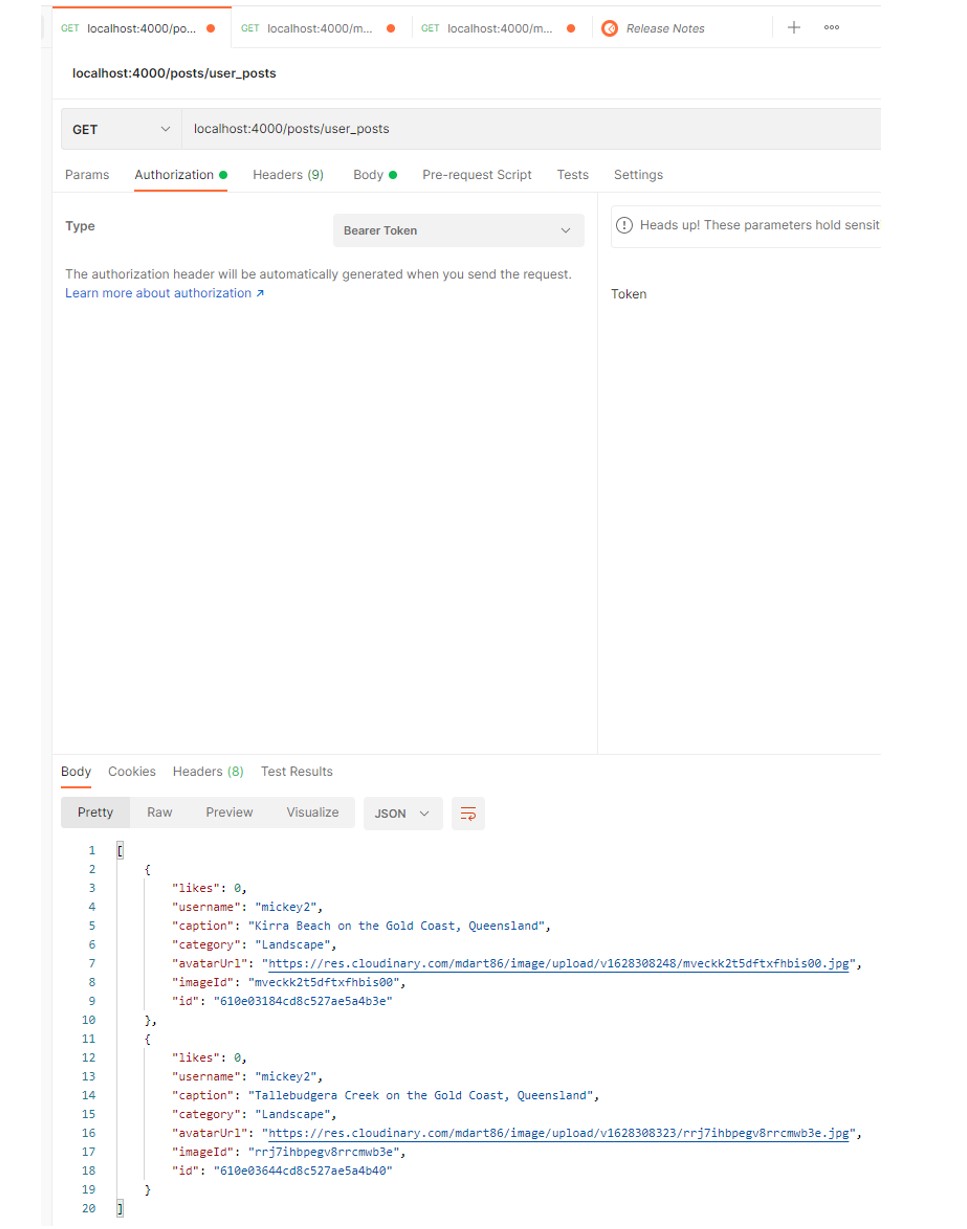 GET localhost:4000/po... GET localhost:4000/m... GET localhost:4000/m... Release Notes
localhost:4000/posts/user_posts
GET localhost:4000/posts/user_posts
Params Authorization Headers (9) Body Pre-request Script Tests Settings
Type Bearer Token
The authorization header will be automatically generated when you send the request.
Learn more about authorization ↗
Heads up! These parameters hold sensit
Token
Body Cookies Headers (8) Test Results
Pretty Raw Preview Visualize JSON
1 [
2 {
3 "likes": 0,
4 "username": "mickey2",
5 "caption": "Kirra Beach on the Gold Coast, Queensland",
6 "category": "Landscape",
7 "avatarUrl": "https://res.cloudinary.com/mdart86/image/upload/v1628308248/mveckk2t5dftxfhbis00.jpg",
8 "imageId": "mveckk2t5dftxfhbis00",
9 "id": "610e03184cd8c527ae5a4b3e"
10 },
11 {
12 "likes": 0,
13 "username": "mickey2",
14 "caption": "Tallebudgera Creek on the Gold Coast, Queensland",
15 "category": "Landscape",
16 "avatarUrl": "https://res.cloudinary.com/mdart86/image/upload/v1628308323/rrj7ihbpegv8rrcmwb3e.jpg",
17 "imageId": "rrj7ihbpegv8rrcmwb3e",
18 "id": "610e03644cd8c527ae5a4b40"
19 }
20 ]